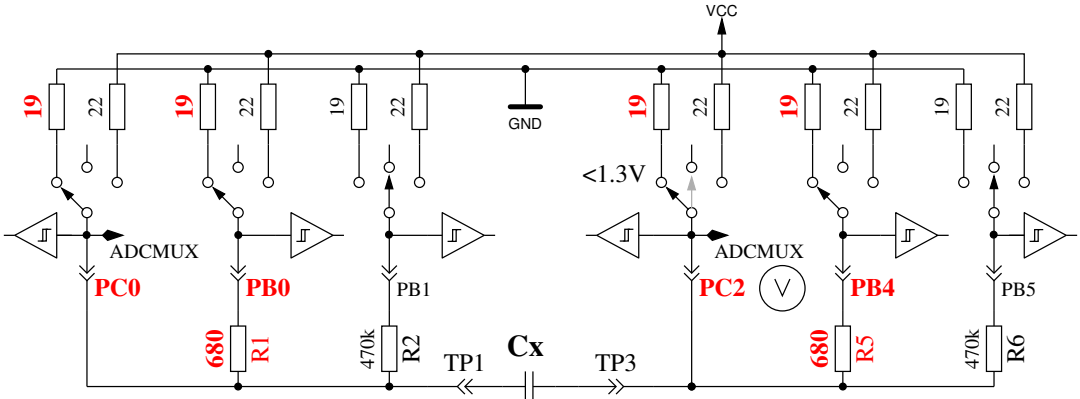 VCC
19
22
19
22
19
22
19
22
19
22
19
22
GND
<1.3V
ADCMUX
ADCMUX
PC0
PB0
PB1
PC2
V
PB4
PB5
680
R1
470k
R2
680
R5
470k
R6
TP1
Cx
TP3